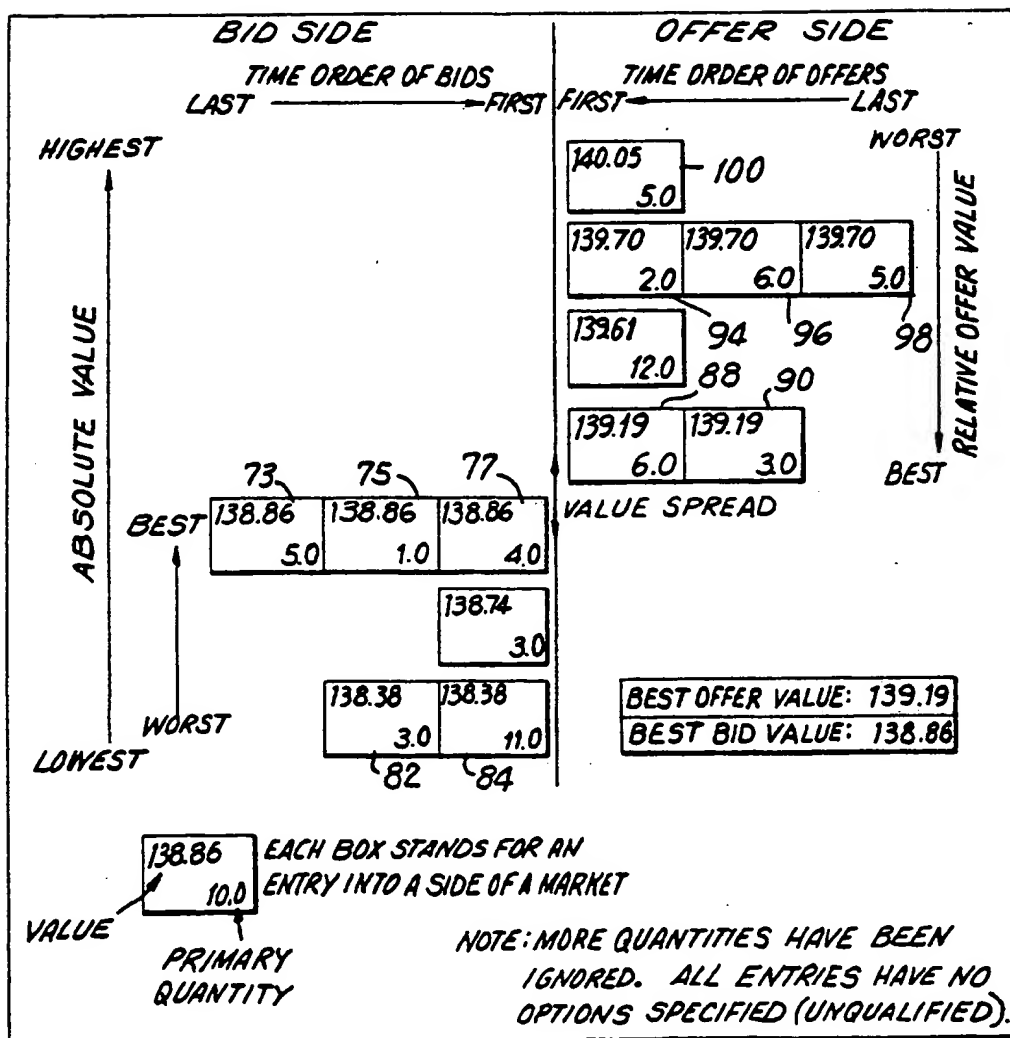 BID SIDE
OFFER SIDE
TIME ORDER OF BIDS
TIME ORDER OF OFFERS
LAST FIRST
FIRST LAST
HIGHEST
WORST
ABSOLUTE VALUE
RELATIVE OFFER VALUE
140.05
5.0
100
139.70 139.70 139.70
2.0 6.0 5.0
94 96 98
139.61
12.0
88 90
139.19 139.19
6.0 3.0
BEST
VALUE SPREAD
73 75 77
BEST
138.86 138.86 138.86
5.0 1.0 4.0
138.74
3.0
138.38 138.38
3.0 11.0
82 84
WORST
LOWEST
BEST OFFER VALUE: 139.19
BEST BID VALUE: 138.86
138.86
10.0
VALUE
PRIMARY
QUANTITY
EACH BOX STANDS FOR AN
ENTRY INTO A SIDE OF A MARKET
NOTE: MORE QUANTITIES HAVE BEEN
IGNORED. ALL ENTRIES HAVE NO
OPTIONS SPECIFIED (UNQUALIFIED).